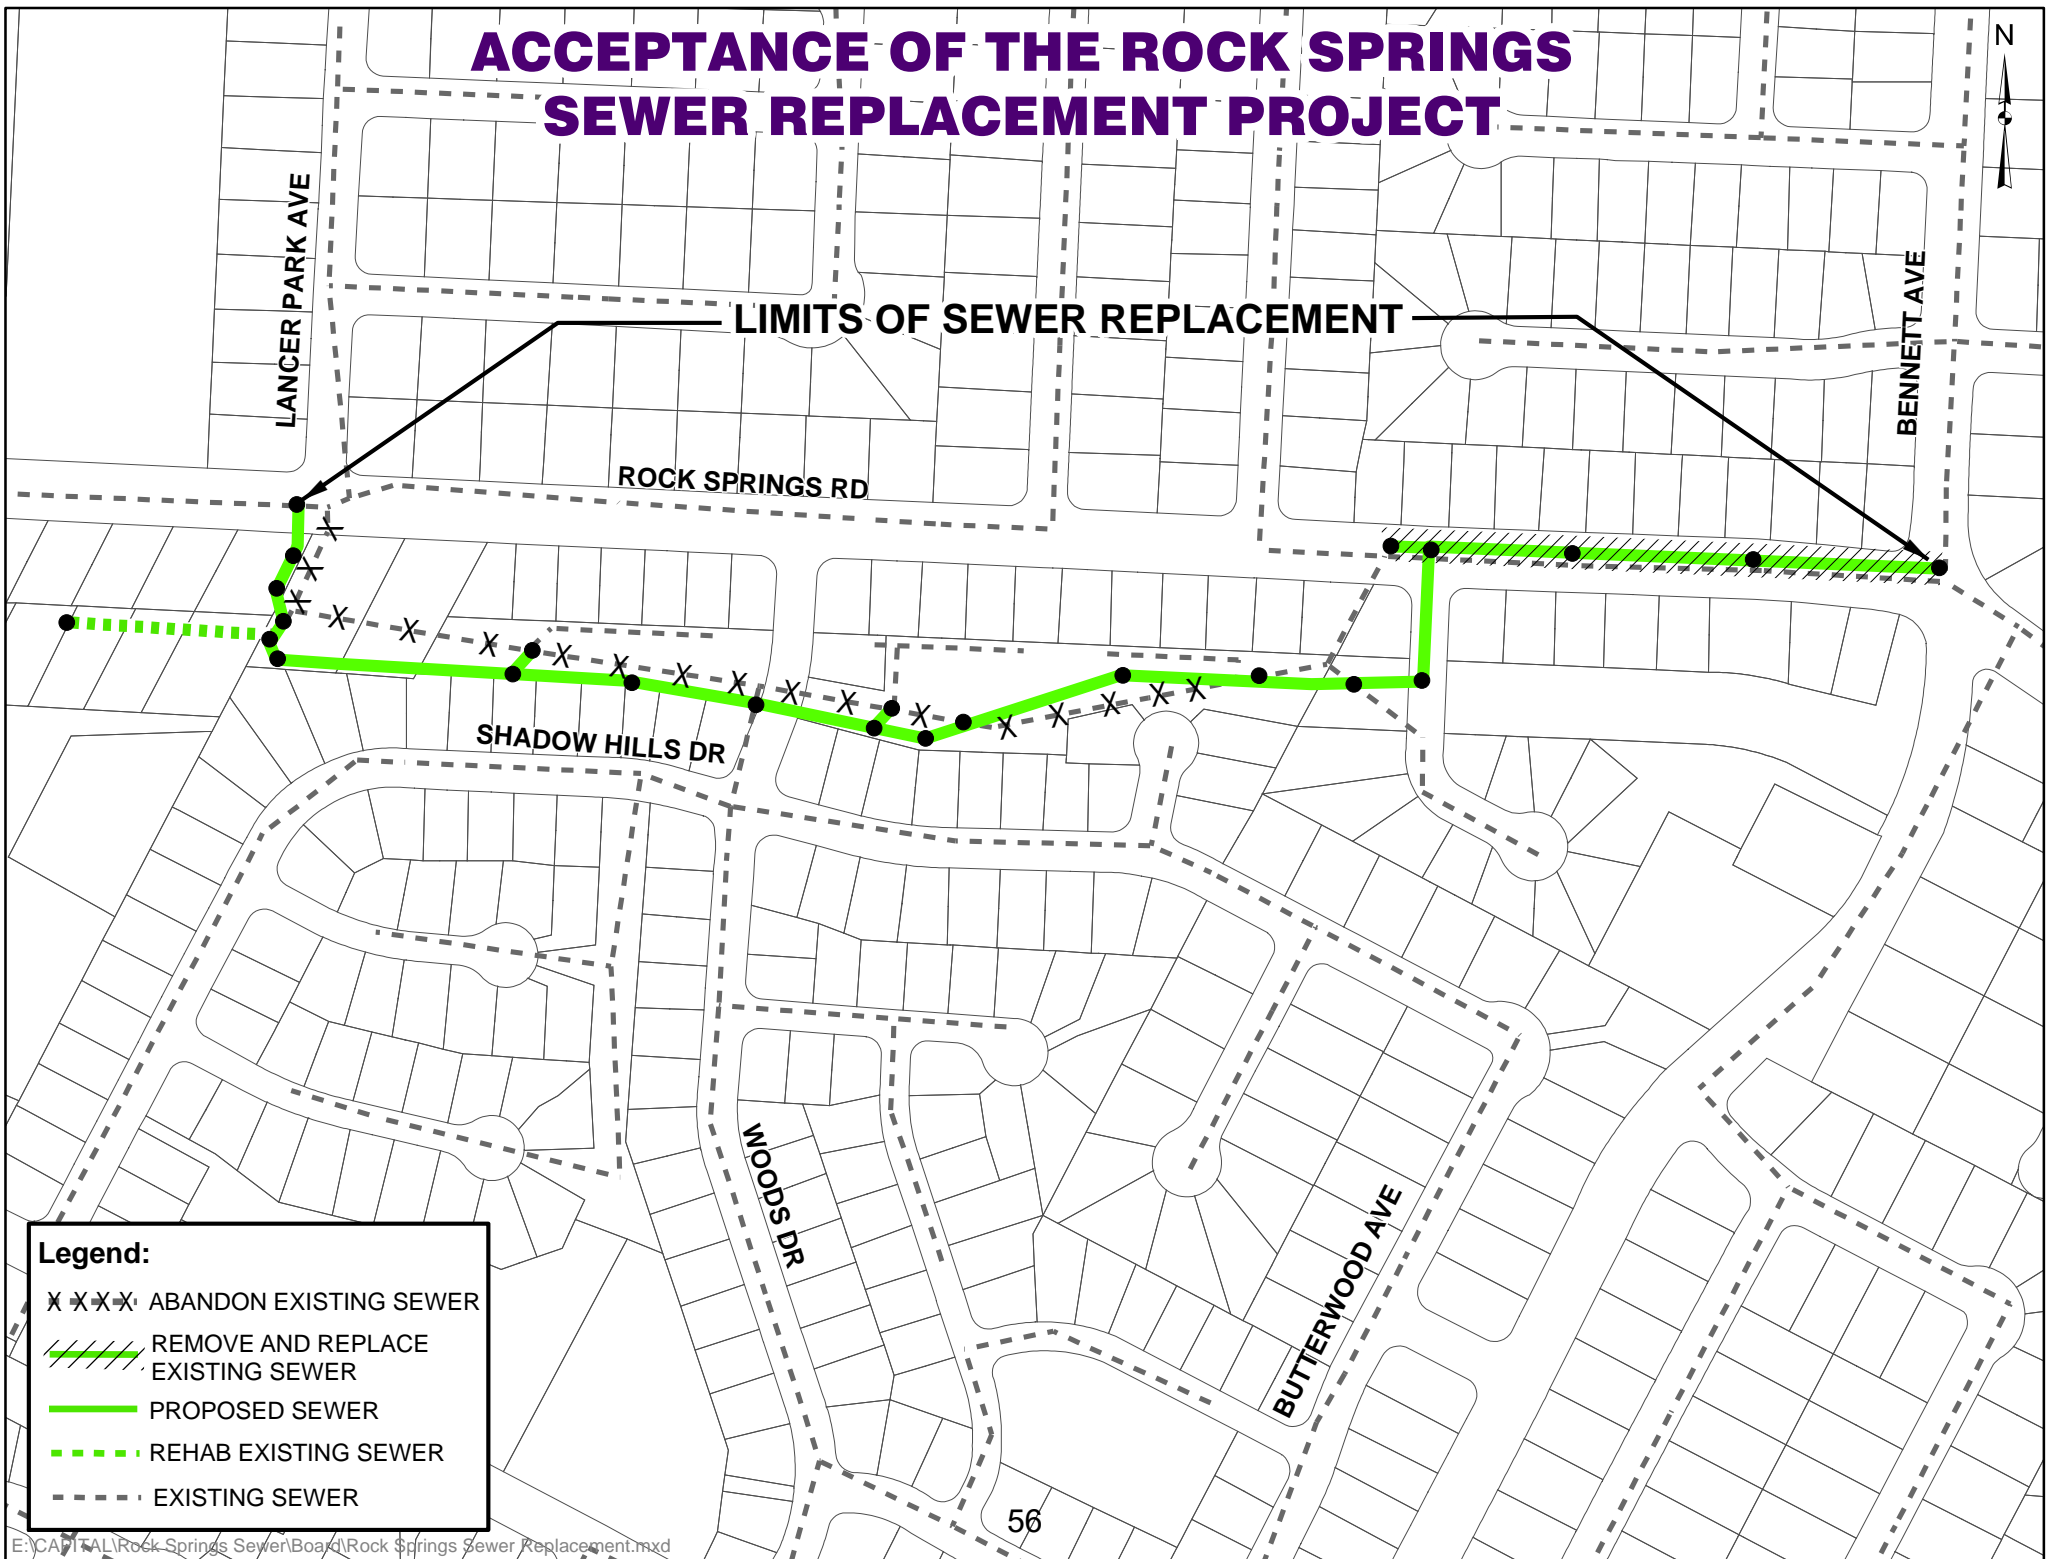 ACCEPTANCE OF THE ROCK SPRINGS
SEWER REPLACEMENT PROJECT
N
LANCER PARK AVE
BENNETT AVE
LIMITS OF SEWER REPLACEMENT
ROCK SPRINGS RD
X
X
X
X X X X X X X X X X X X X X X X
SHADOW HILLS DR
WOODS DR
BUTTERWOOD AVE
Legend:
X X X X ABANDON EXISTING SEWER
REMOVE AND REPLACE
EXISTING SEWER
PROPOSED SEWER
REHAB EXISTING SEWER
EXISTING SEWER
56
E:\CAPITAL\Rock Springs Sewer\Board\Rock Springs Sewer Replacement.mxd